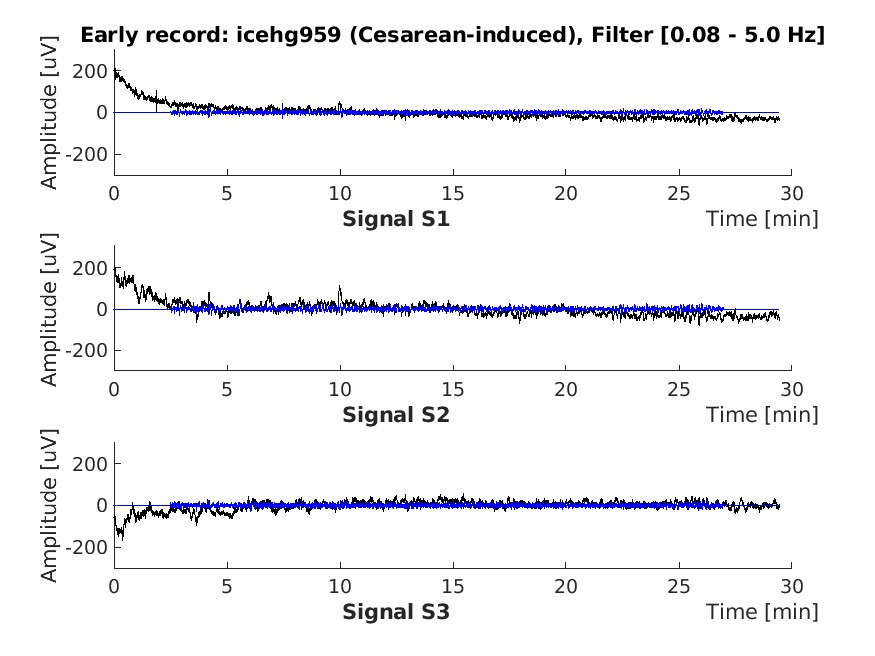 Early record: icehg959 (Cesarean-induced), Filter [0.08 - 5.0 Hz]
Amplitude [uV]
200
0
-200
0 5 10 15 20 25 30
Signal S1 Time [min]
Amplitude [uV]
200
0
-200
0 5 10 15 20 25 30
Signal S2 Time [min]
Amplitude [uV]
200
0
-200
0 5 10 15 20 25 30
Signal S3 Time [min]